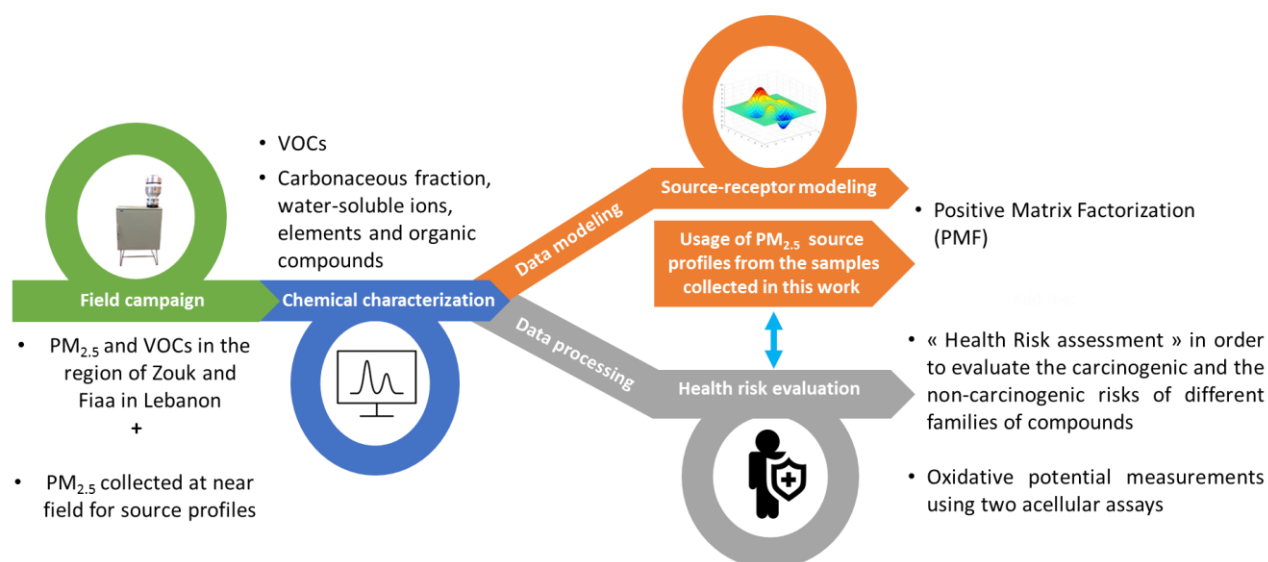 • VOCs
• Carbonaceous fraction,
water-soluble ions,
elements and organic
compounds
Field campaign
Chemical characterization
• PM2.5 and VOCs in the
region of Zouk and
Fiaa in Lebanon
+
• PM2.5 collected at near
field for source profiles
Data modeling
Data processing
Source-receptor modeling
Usage of PM2.5 source
profiles from the samples
collected in this work
• Positive Matrix Factorization
(PMF)
Health risk evaluation
• « Health Risk assessment » in order
to evaluate the carcinogenic and the
non-carcinogenic risks of different
families of compounds
• Oxidative potential measurements
using two acellular assays